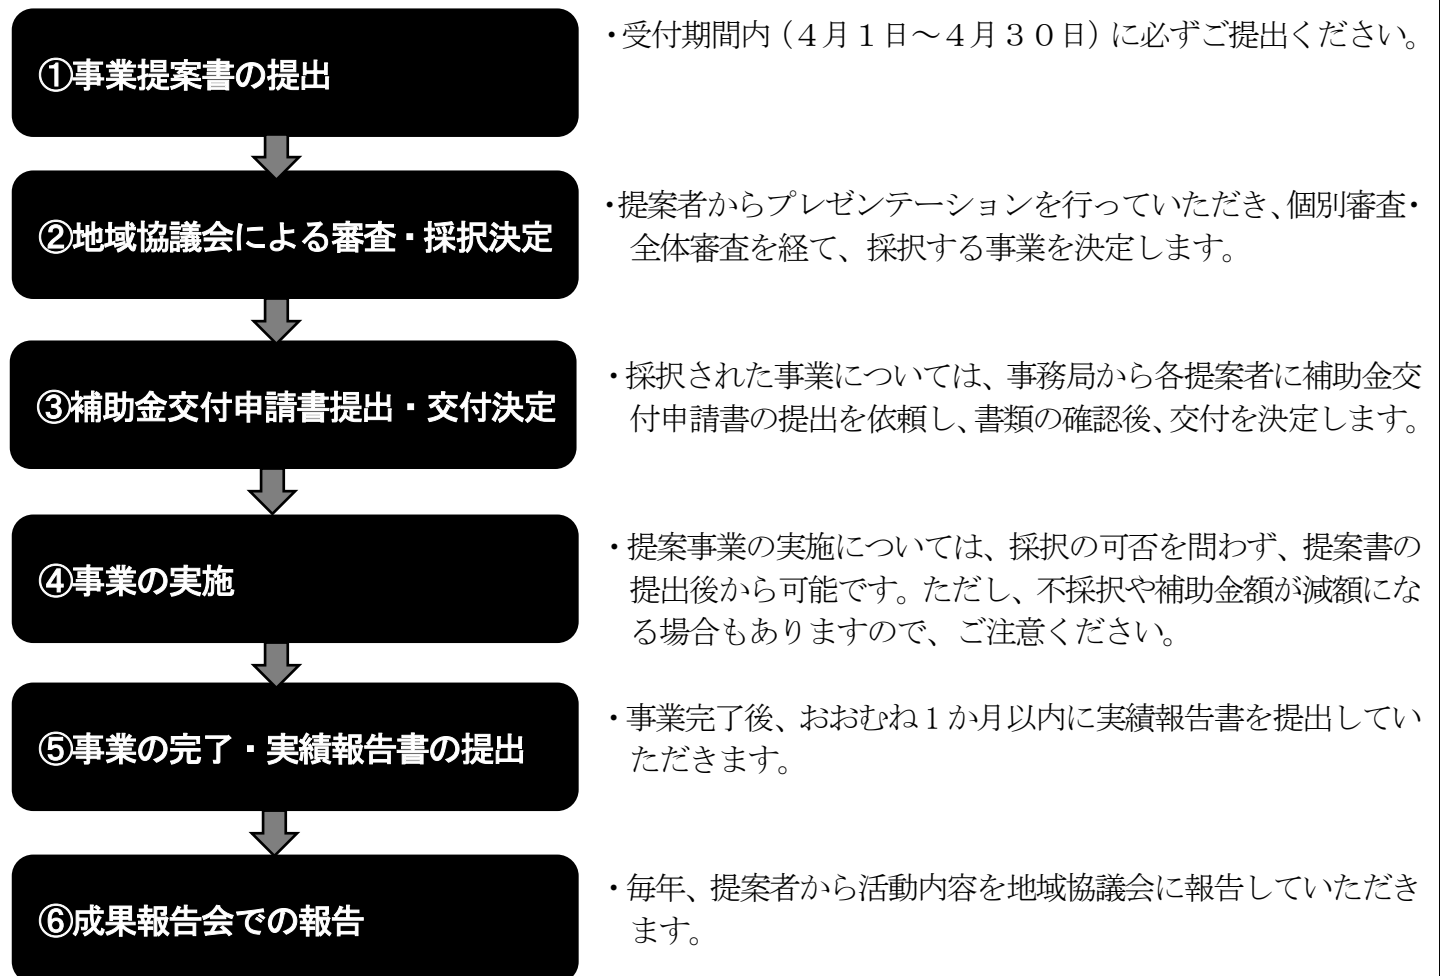 ①事業提案書の提出
・受付期間内（４月１日～４月３０日）に必ずご提出ください。
②地域協議会による審査・採択決定
・提案者からプレゼンテーションを行っていただき、個別審査・
全体審査を経て、採択する事業を決定します。
③補助金交付申請書提出・交付決定
・採択された事業については、事務局から各提案者に補助金交
付申請書の提出を依頼し、書類の確認後、交付を決定します。
④事業の実施
・提案事業の実施については、採択の可否を問わず、提案書の
提出後から可能です。ただし、不採択や補助金額が減額にな
る場合もありますので、ご注意ください。
⑤事業の完了・実績報告書の提出
・事業完了後、おおむね１か月以内に実績報告書を提出してい
ただきます。
⑥成果報告会での報告
・毎年、提案者から活動内容を地域協議会に報告していただき
ます。